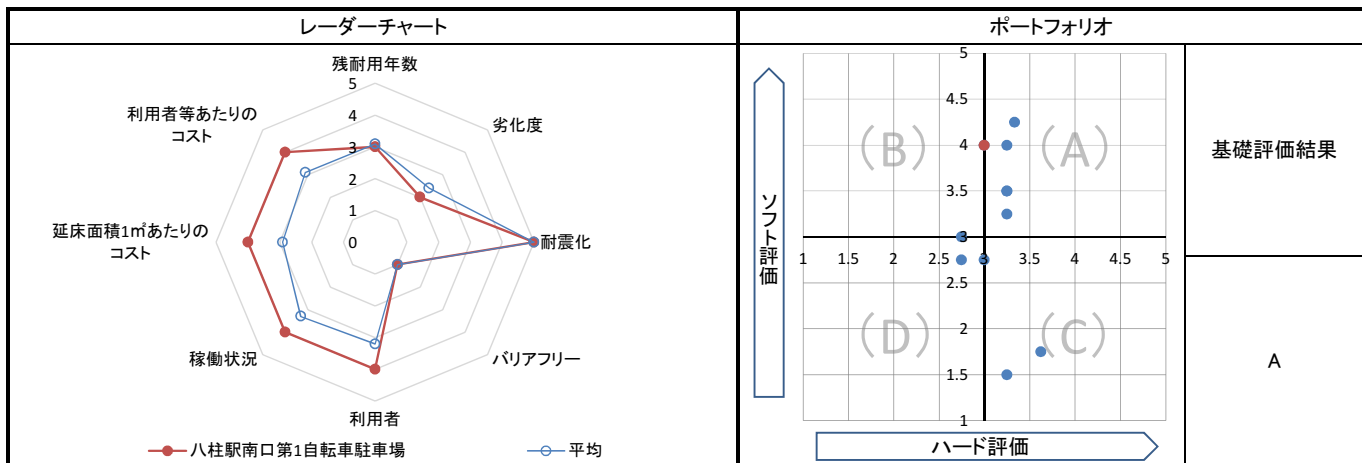 レーダーチャート
残耐用年数
劣化度
耐震化
バリアフリー
利用者
稼働状況
延床面積1㎡あたりの
コスト
利用者等あたりの
コスト
5
4
3
2
1
0
八柱駅南口第1自転車駐車場
平均
ポートフォリオ
ソフト評価
5
4.5
4
3.5
3
2.5
2
1.5
1
1 1.5 2 2.5 3 3.5 4 4.5 5
(B)
(A)
(D)
(C)
ハード評価
基礎評価結果
A